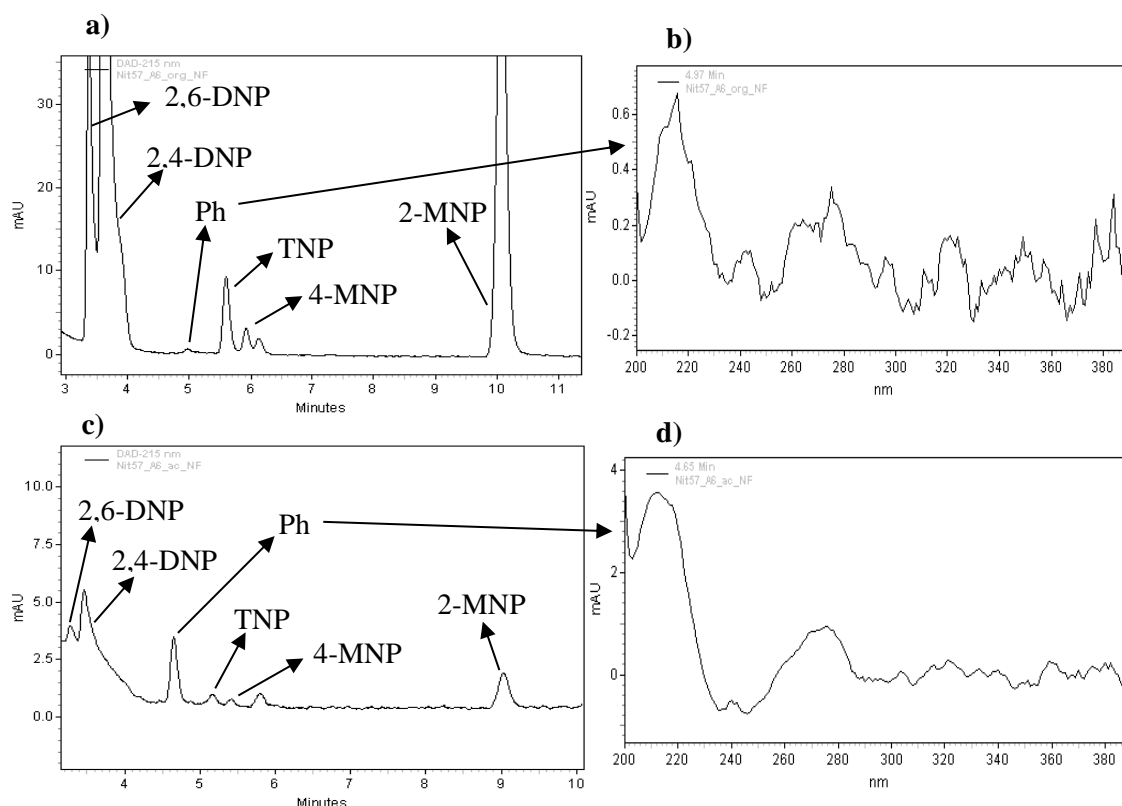 a)
DAD-215 nm
Nit57_A6_org_NF
2,6-DNP
2,4-DNP
Ph
TNP
4-MNP
2-MNP
mAU
30
20
10
0
3 4 5 6 7 8 9 10 11
Minutes
b)
4.97 Min
Nit57_A6_org_NF
mAU
0.6
0.4
0.2
0.0
-0.2
200 220 240 260 280 300 320 340 360 380
nm
c)
DAD-215 nm
Nit57_A6_ac_NF
2,6-DNP
2,4-DNP
Ph
TNP
4-MNP
2-MNP
mAU
10.0
7.5
5.0
2.5
0.0
4 5 6 7 8 9 10
Minutes
d)
4.65 Min
Nit57_A6_ac_NF
mAU
4
2
0
200 220 240 260 280 300 320 340 360 380
nm